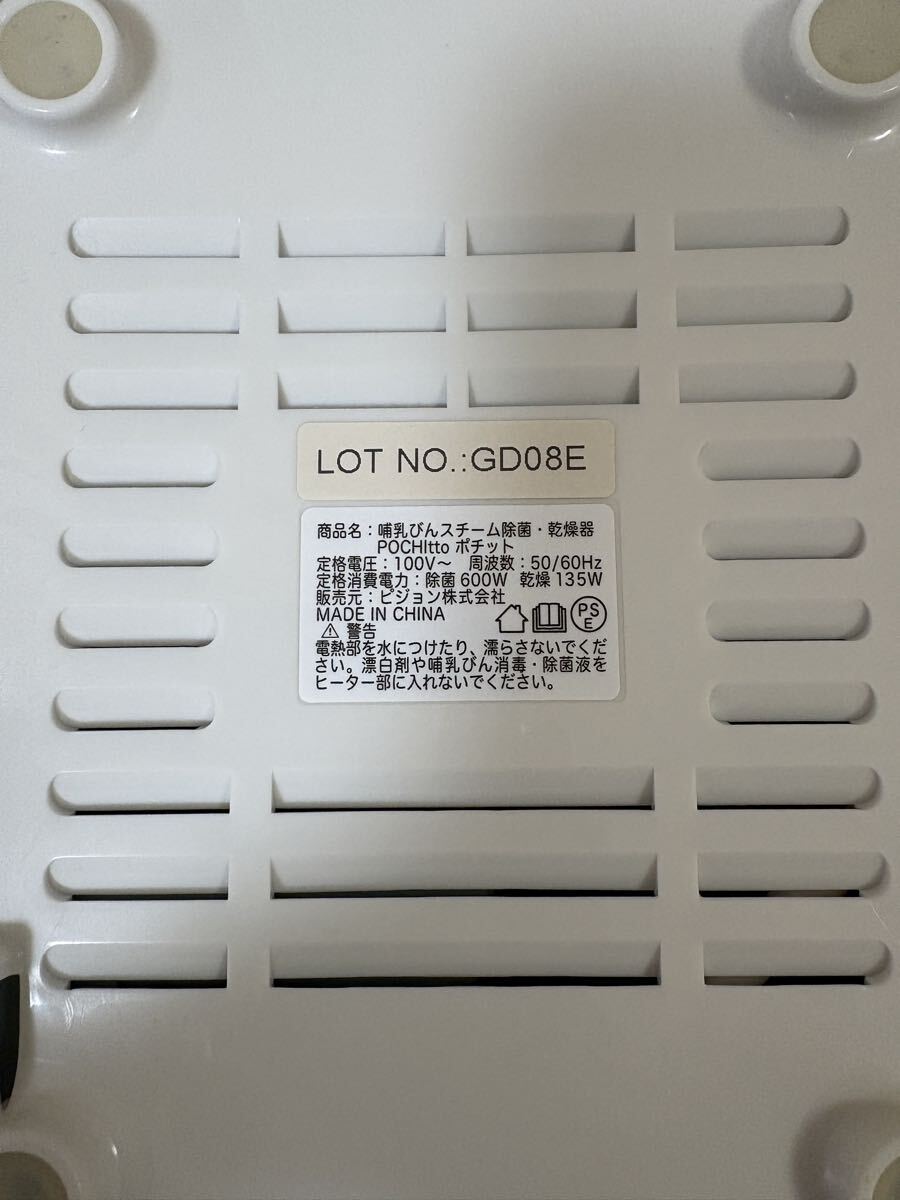 LOT NO.:GD08E
商品名：哺乳びんスチーム除菌・乾燥器
POCHItto ポチット
定格電圧：100V～ 周波数：50/60Hz
定格消費電力：除菌 600W 乾燥 135W
販売元：ピジョン株式会社
MADE IN CHINA
PS
E
⚠ 警告
電熱部を水につけたり、濡らさないでくだ
さい。漂白剤や哺乳びん消毒・除菌液を
ヒーター部に入れないでください。